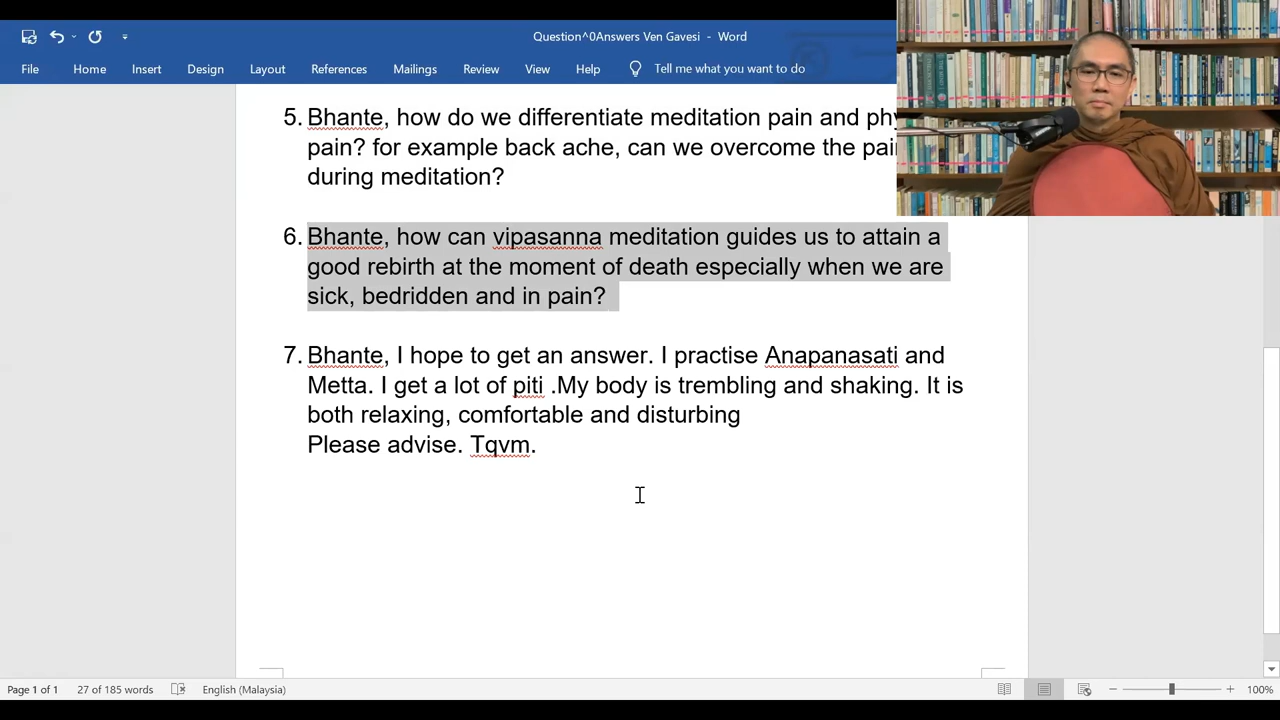 Question^0Answers Ven Gavesi - Word
File Home Insert Design Layout References Mailings Review View Help Tell me what you want to do
5. Bhante, how do we differentiate meditation pain and
pain? for example back ache, can we overcome the
during meditation?
6. Bhante, how can vipasanna meditation guides us to attain a
good rebirth at the moment of death especially when we are
sick, bedridden and in pain?
7. Bhante, I hope to get an answer. I practise Anapanasati and
Metta. I get a lot of piti .My body is trembling and shaking. It is
both relaxing, comfortable and disturbing
Please advise. Tqvm.
Page 1 of 1 27 of 185 words English (Malaysia) 100%